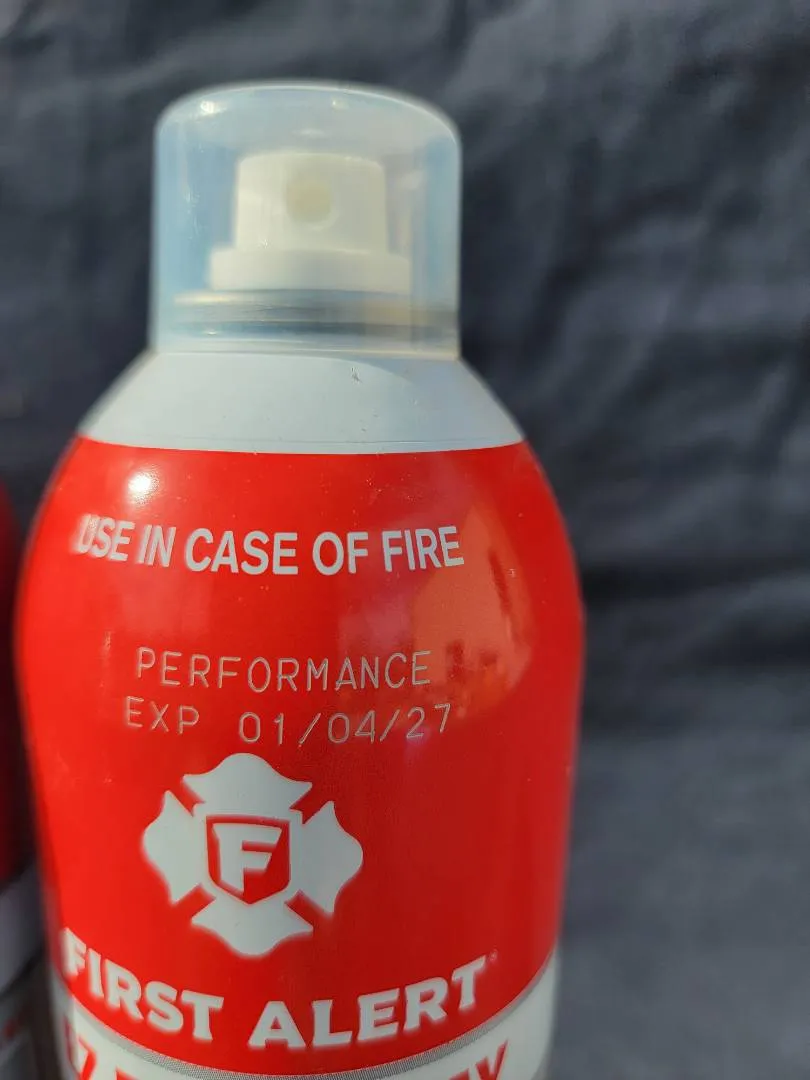 USE IN CASE OF FIRE
PERFORMANCE
EXP 01/04/27
F
FIRST ALERT